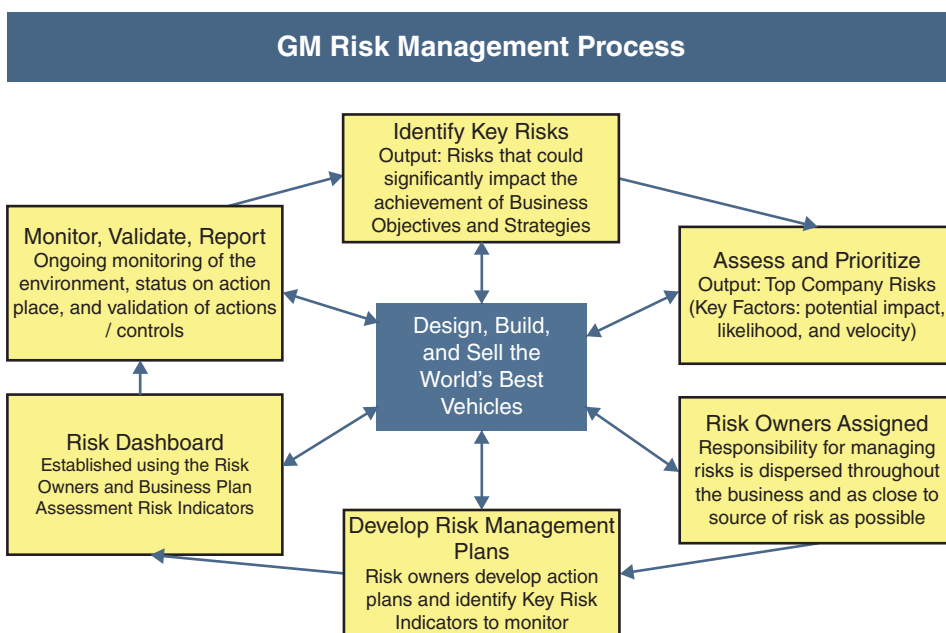 GM Risk Management Process
Identify Key Risks
Output: Risks that could
significantly impact the
achievement of Business
Objectives and Strategies
Monitor, Validate, Report
Ongoing monitoring of the
environment, status on action
place, and validation of actions
/ controls
Assess and Prioritize
Output: Top Company Risks
(Key Factors: potential impact,
likelihood, and velocity)
Design, Build,
and Sell the
World's Best
Vehicles
Risk Dashboard
Established using the Risk
Owners and Business Plan
Assessment Risk Indicators
Risk Owners Assigned
Responsibility for managing
risks is dispersed throughout
the business and as close to
source of risk as possible
Develop Risk Management
Plans
Risk owners develop action
plans and identify Key Risk
Indicators to monitor